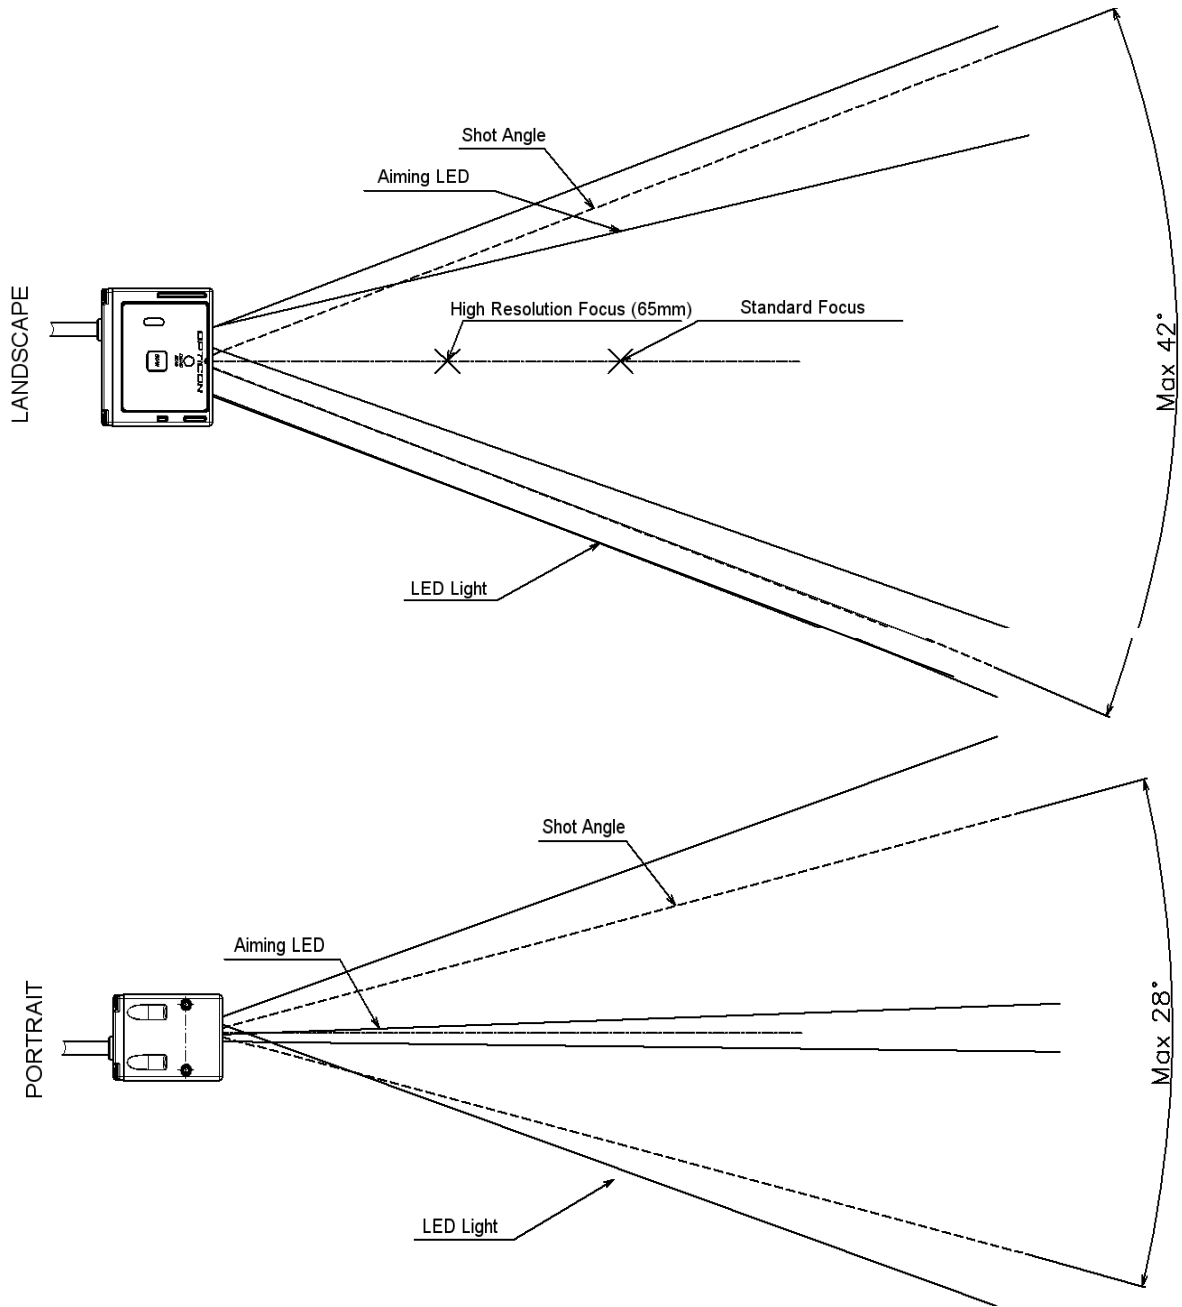 LANDSCAPE
Shot Angle
Aiming LED
High Resolution Focus (65mm)
Standard Focus
OPTICON
LED Light
Max 42°
PORTRAIT
Shot Angle
Aiming LED
LED Light
Max 28°